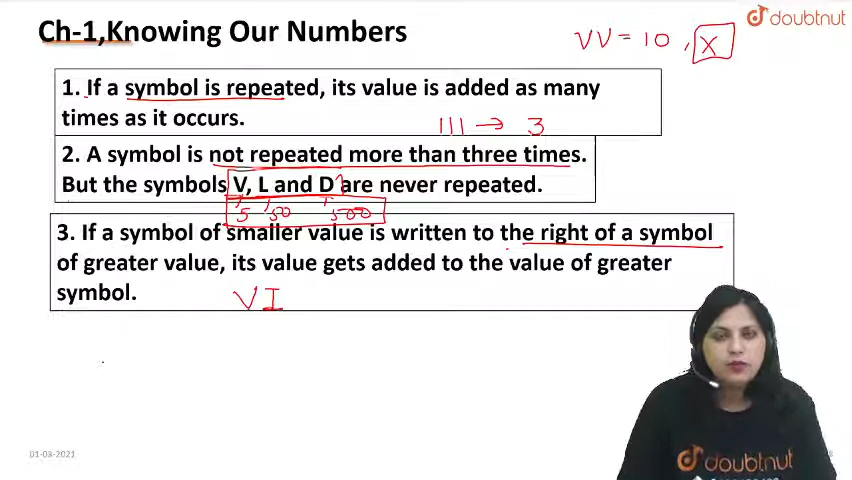 Ch-1,Knowing Our Numbers
VV = 10 , X
doubtnut
1. If a symbol is repeated, its value is added as many
times as it occurs.
III → 3
2. A symbol is not repeated more than three times.
But the symbols V, L and D are never repeated.
5 50 500
3. If a symbol of smaller value is written to the right of a symbol
of greater value, its value gets added to the value of greater
symbol.
VI
01-03-2021
doubtnut